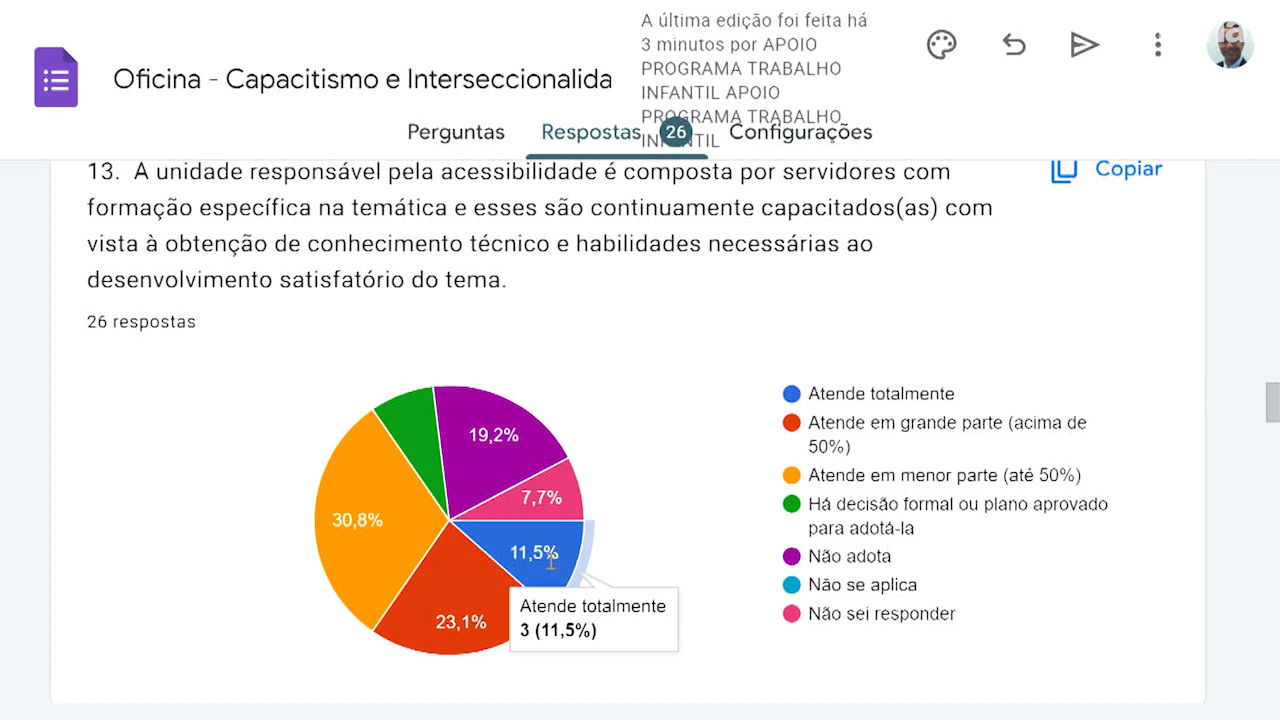 A última edição foi feita há
3 minutos por APOIO
PROGRAMA TRABALHO
INFANTIL APOIO
PROGRAMA TRABALHO
Oficina - Capacitismo e Interseccionalida
Perguntas
Respostas
26
Configurações
13. A unidade responsável pela acessibilidade é composta por servidores com
formação específica na temática e esses são continuamente capacitados(as) com
vista à obtenção de conhecimento técnico e habilidades necessárias ao
desenvolvimento satisfatório do tema.
Copiar
26 respostas
19,2%
7,7%
30,8%
11,5%
23,1%
Atende totalmente
3 (11,5%)
Atende totalmente
Atende em grande parte (acima de
50%)
Atende em menor parte (até 50%)
Há decisão formal ou plano aprovado
para adotá-la
Não adota
Não se aplica
Não sei responder